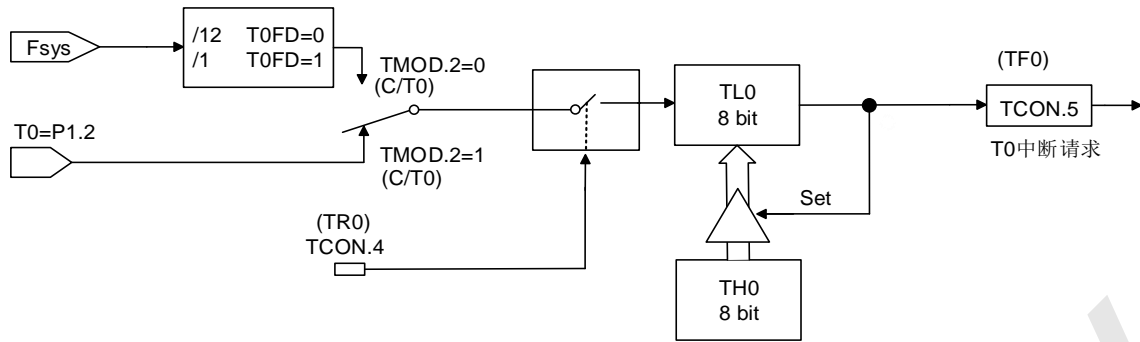 Fsys
/12 T0FD=0
/1 T0FD=1
TMOD.2=0
(C/T0)
T0=P1.2
TMOD.2=1
(C/T0)
(TR0)
TCON.4
TL0
8 bit
Set
TH0
8 bit
(TF0)
TCON.5
T0中断请求